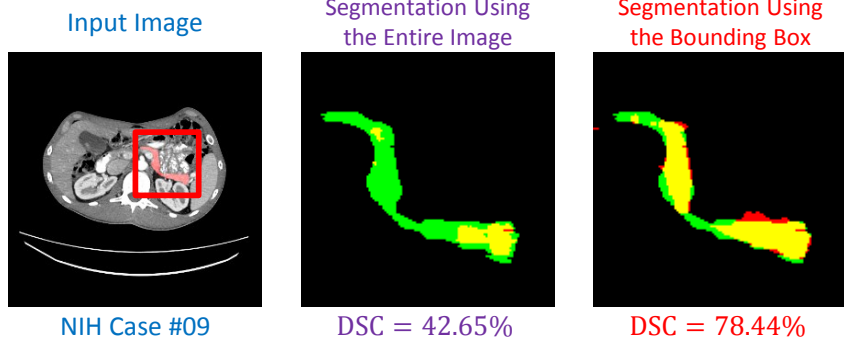 Input Image
NIH Case #09
Segmentation Using
the Entire Image
DSC = 42.65%
Segmentation Using
the Bounding Box
DSC = 78.44%